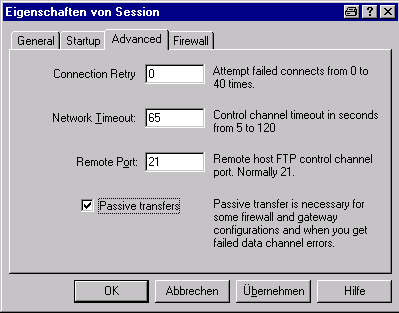 Eigenschaften von Session
General Startup Advanced Firewall
Connection Retry 0 Attempt failed connects from 0 to
40 times.
Network Timeout: 65 Control channel timeout in seconds
from 5 to 120
Remote Port: 21 Remote host FTP control channel
port. Normally 21.
Passive transfers Passive transfer is necessary for
some firewall and gateway
configurations and when you get
failed data channel errors.
OK Abbrechen Übernehmen Hilfe